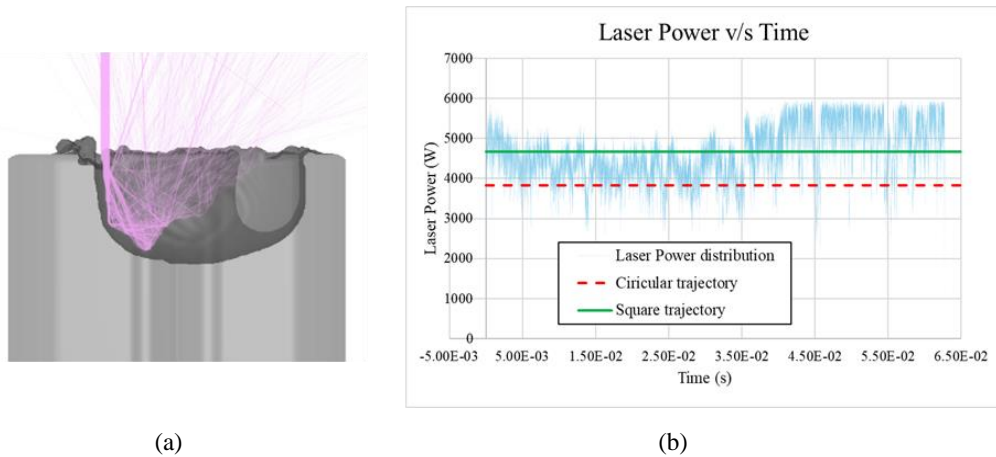 Laser Power v/s Time
7000
6000
5000
4000
3000
2000
1000
0
Laser Power (W)
Laser Power distribution
Ciricular trajectory
Square trajectory
-5.00E-03 5.00E-03 1.50E-02 2.50E-02 3.50E-02 4.50E-02 5.50E-02 6.50E-02
Time (s)
(a) (b)